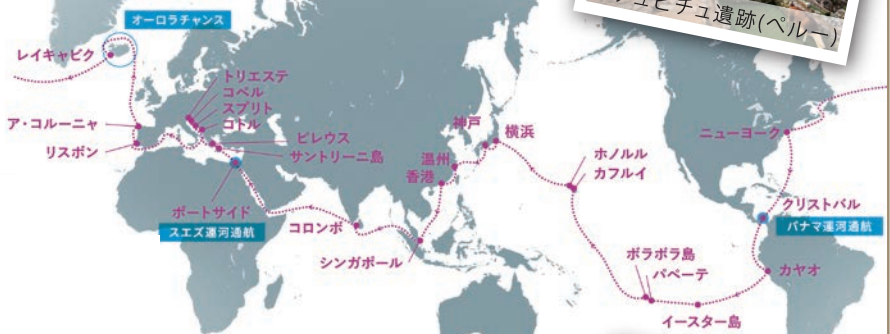 オーロラチャンス
チュピチュ遺跡(ペルー)
レイキャビク
トリエステ
コペル
スプリト
コトル
ア・コルーニャ
リスボン
ピレウス
サントリーニ島
神戸
横浜
温州
香港
ホノルル
カフルイ
ニューヨーク
クリストバル
パナマ運河通航
ポートサイド
スエズ運河通航
コロンボ
シンガポール
ボラボラ島
パペーテ
カヤオ
イースター島